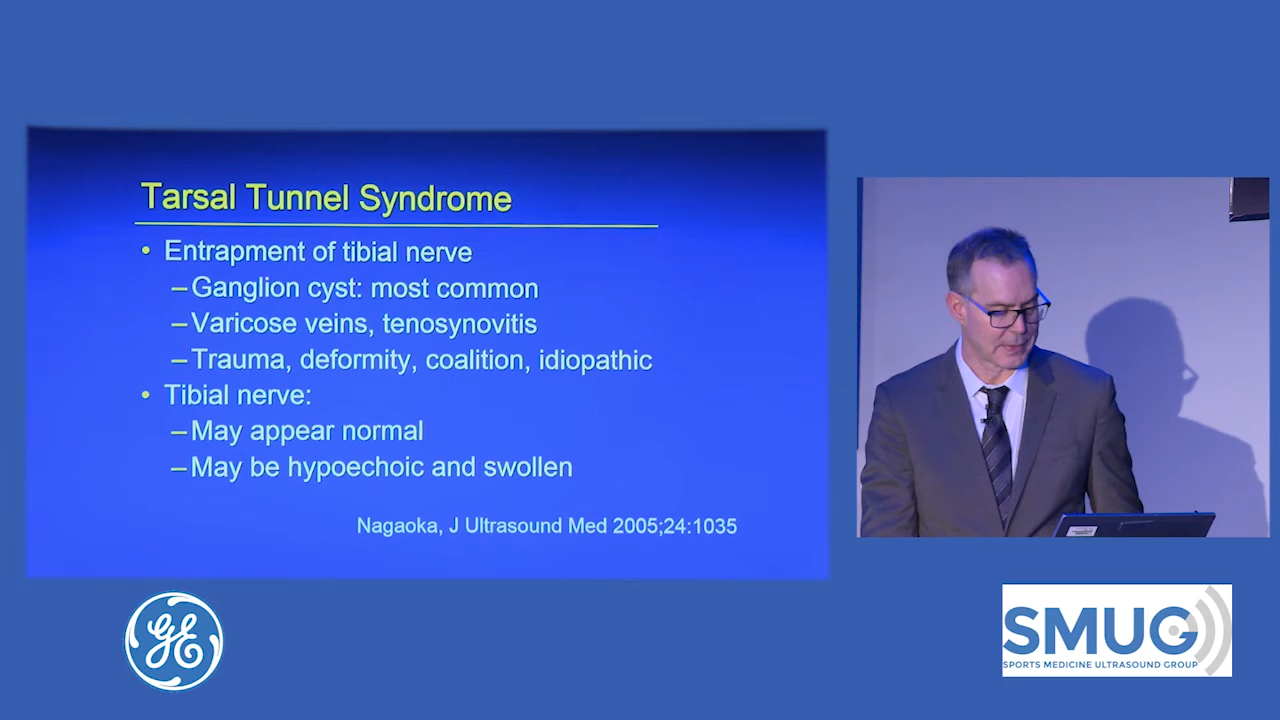 Tarsal Tunnel Syndrome
• Entrapment of tibial nerve
–Ganglion cyst: most common
–Varicose veins, tenosynovitis
–Trauma, deformity, coalition, idiopathic
• Tibial nerve:
–May appear normal
–May be hypoechoic and swollen
Nagaoka, J Ultrasound Med 2005;24:1035
GE
SMUG
SPORTS MEDICINE ULTRASOUND GROUP